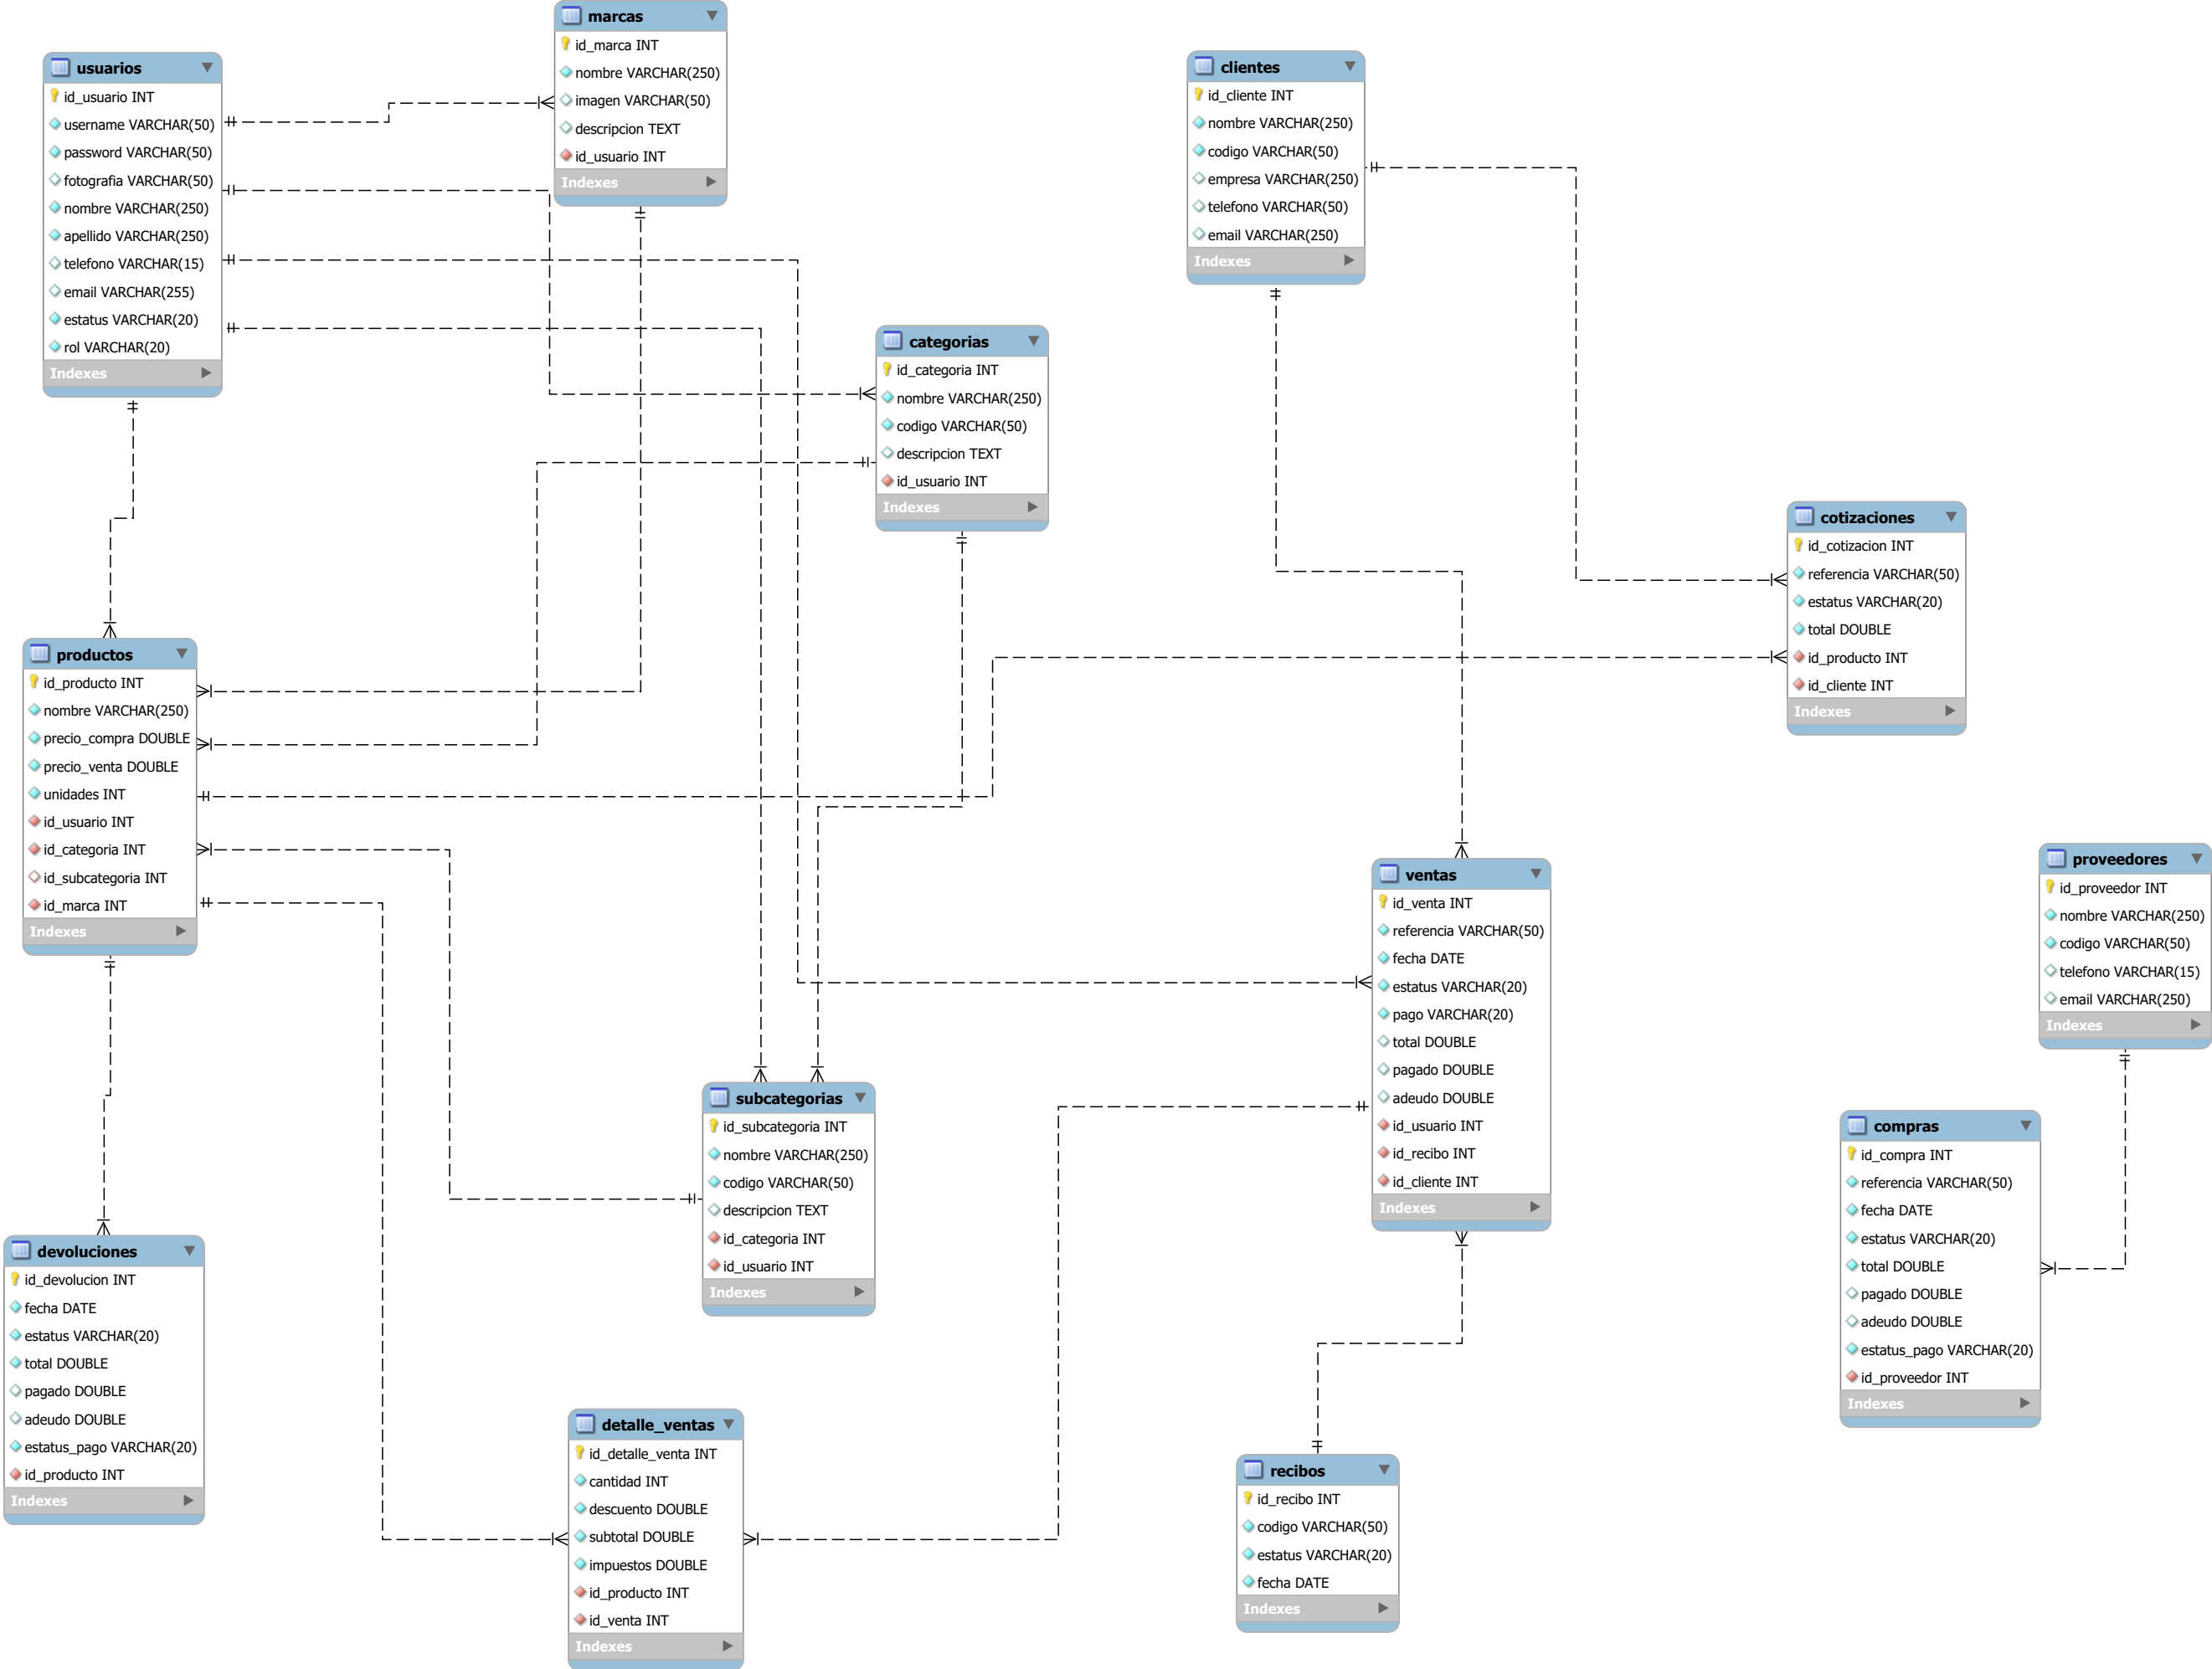 marcas
id_marca INT
nombre VARCHAR(250)
imagen VARCHAR(50)
descripcion TEXT
id_usuario INT
Indexes
usuarios
id_usuario INT
username VARCHAR(50)
password VARCHAR(50)
fotografia VARCHAR(50)
nombre VARCHAR(250)
apellido VARCHAR(250)
telefono VARCHAR(15)
email VARCHAR(255)
estatus VARCHAR(20)
rol VARCHAR(20)
Indexes
clientes
id_cliente INT
nombre VARCHAR(250)
codigo VARCHAR(50)
empresa VARCHAR(250)
telefono VARCHAR(50)
email VARCHAR(250)
Indexes
categorias
id_categoria INT
nombre VARCHAR(250)
codigo VARCHAR(50)
descripcion TEXT
id_usuario INT
Indexes
cotizaciones
id_cotizacion INT
referencia VARCHAR(50)
estatus VARCHAR(20)
total DOUBLE
id_producto INT
id_cliente INT
Indexes
productos
id_producto INT
nombre VARCHAR(250)
precio_compra DOUBLE
precio_venta DOUBLE
unidades INT
id_usuario INT
id_categoria INT
id_subcategoria INT
id_marca INT
Indexes
ventas
id_venta INT
referencia VARCHAR(50)
fecha DATE
estatus VARCHAR(20)
pago VARCHAR(20)
total DOUBLE
pagado DOUBLE
adeudo DOUBLE
id_usuario INT
id_recibo INT
id_cliente INT
Indexes
proveedores
id_proveedor INT
nombre VARCHAR(250)
codigo VARCHAR(50)
telefono VARCHAR(15)
email VARCHAR(250)
Indexes
subcategorias
id_subcategoria INT
nombre VARCHAR(250)
codigo VARCHAR(50)
descripcion TEXT
id_categoria INT
id_usuario INT
Indexes
compras
id_compra INT
referencia VARCHAR(50)
fecha DATE
estatus VARCHAR(20)
total DOUBLE
pagado DOUBLE
adeudo DOUBLE
estatus_pago VARCHAR(20)
id_proveedor INT
Indexes
devoluciones
id_devolucion INT
fecha DATE
estatus VARCHAR(20)
total DOUBLE
pagado DOUBLE
adeudo DOUBLE
estatus_pago VARCHAR(20)
id_producto INT
Indexes
detalle_ventas
id_detalle_venta INT
cantidad INT
descuento DOUBLE
subtotal DOUBLE
impuestos DOUBLE
id_producto INT
id_venta INT
Indexes
recibos
id_recibo INT
codigo VARCHAR(50)
estatus VARCHAR(20)
fecha DATE
Indexes